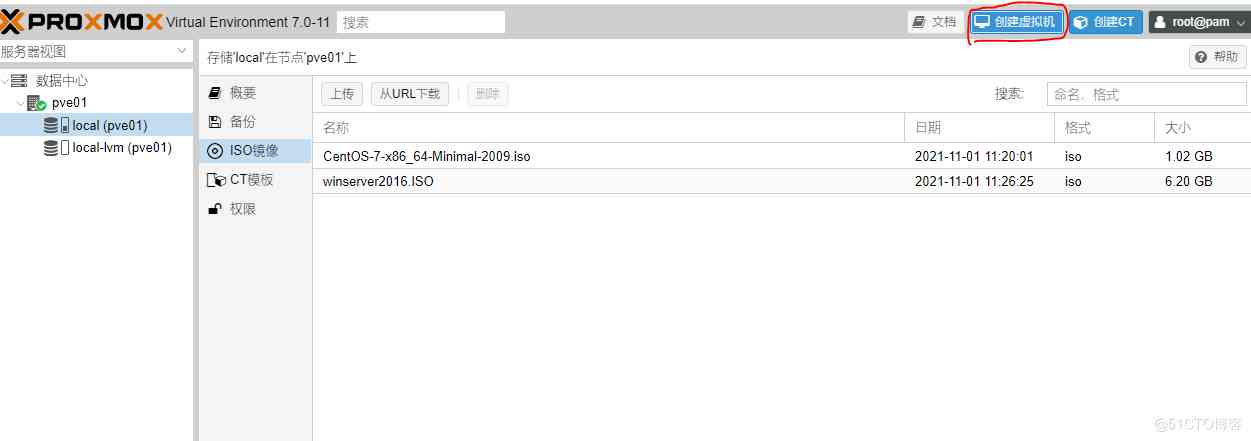 PROXMOX Virtual Environment 7.0-11 搜索 文档 创建虚拟机 创建CT root@pam
服务器视图
存储'local'在节点'pve01'上 帮助
数据中心
pve01
local (pve01)
local-lvm (pve01)
概要
备份
ISO镜像
CT模板
权限
上传 从URL下载 删除 搜索: 命名、格式
名称 日期 格式 大小
CentOS-7-x86_64-Minimal-2009.iso 2021-11-01 11:20:01 iso 1.02 GB
winserver2016.ISO 2021-11-01 11:26:25 iso 6.20 GB
@51CTO博客